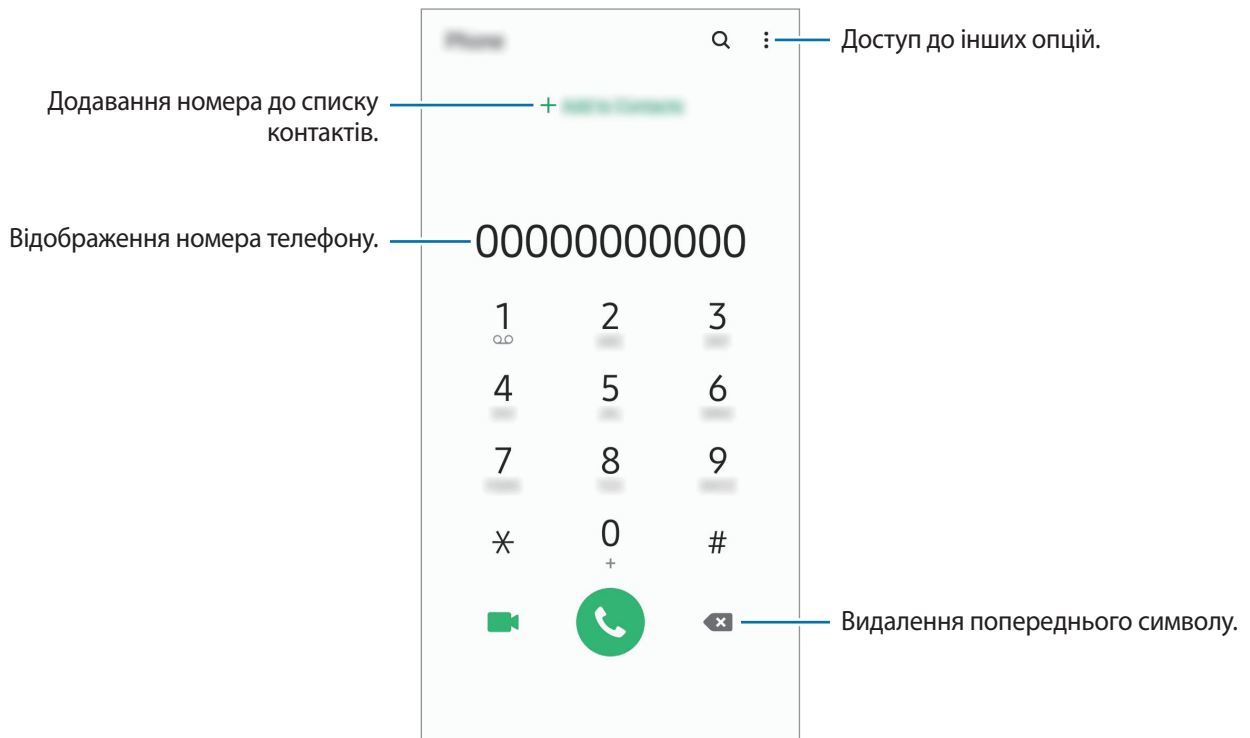 Доступ до інших опцій.
Додавання номера до списку
контактів.
Відображення номера телефону.
00000000000
1 2 3
4 5 6
7 8 9
* 0 #
+
Видалення попереднього символу.